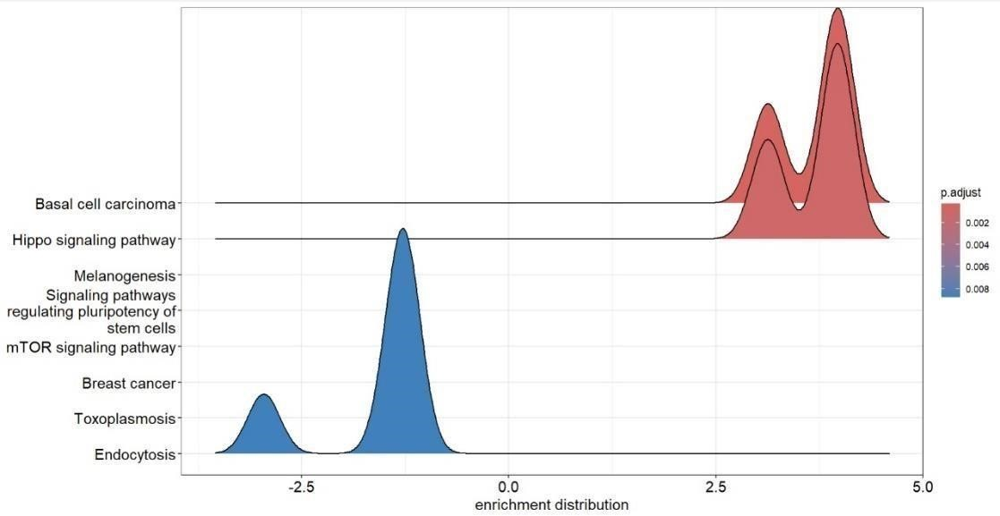 Basal cell carcinoma
Hippo signaling pathway
Melanogenesis
Signaling pathways
regulating pluripotency of
stem cells
mTOR signaling pathway
Breast cancer
Toxoplasmosis
Endocytosis
-2.5 0.0 2.5 5.0
enrichment distribution
p.adjust
0.002
0.004
0.006
0.008